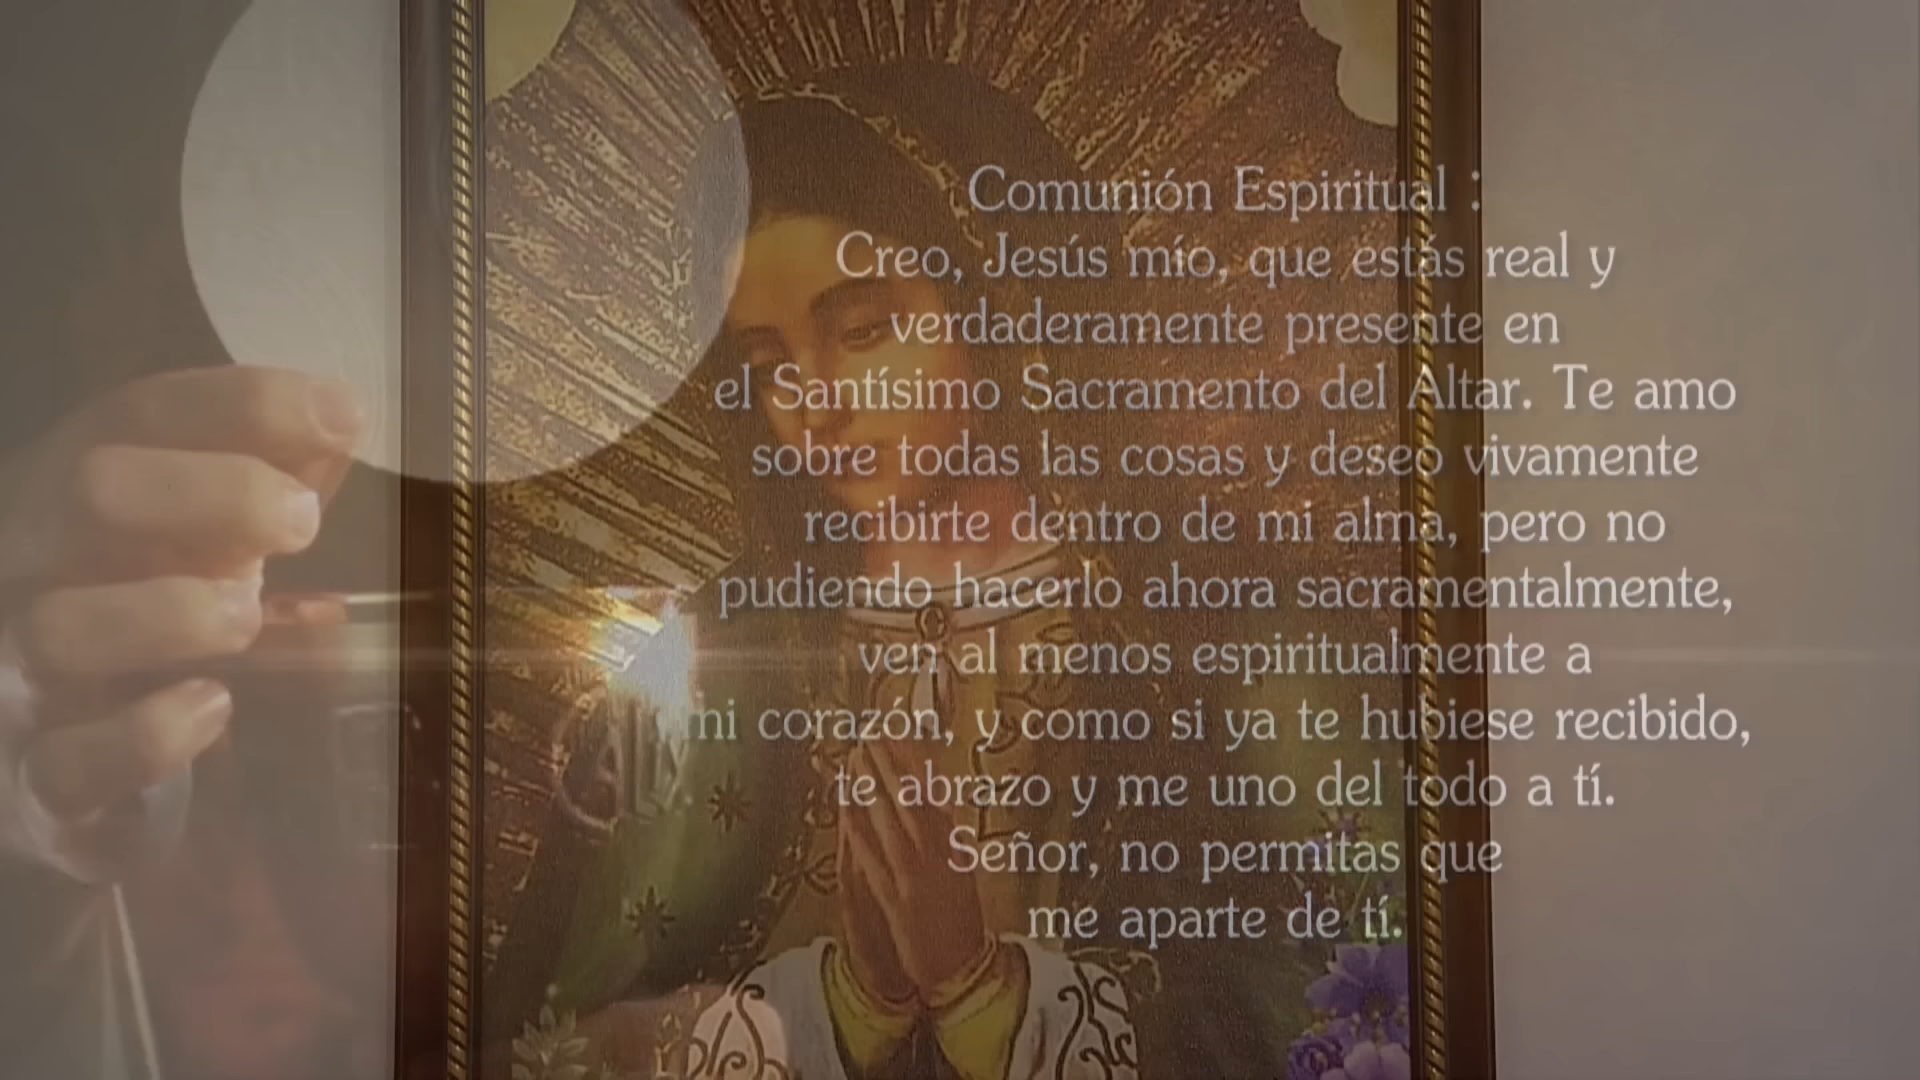 Comunión Espiritual :
Creo, Jesús mío, que estás real y
verdaderamente presente en
el Santísimo Sacramento del Altar. Te amo
sobre todas las cosas y deseo vivamente
recibirte dentro de mi alma, pero no
pudiendo hacerlo ahora sacramentalmente,
ven al menos espiritualmente a
mi corazón, y como si ya te hubiese recibido,
te abrazo y me uno del todo a tí.
Señor, no permitas que
me aparte de tí.